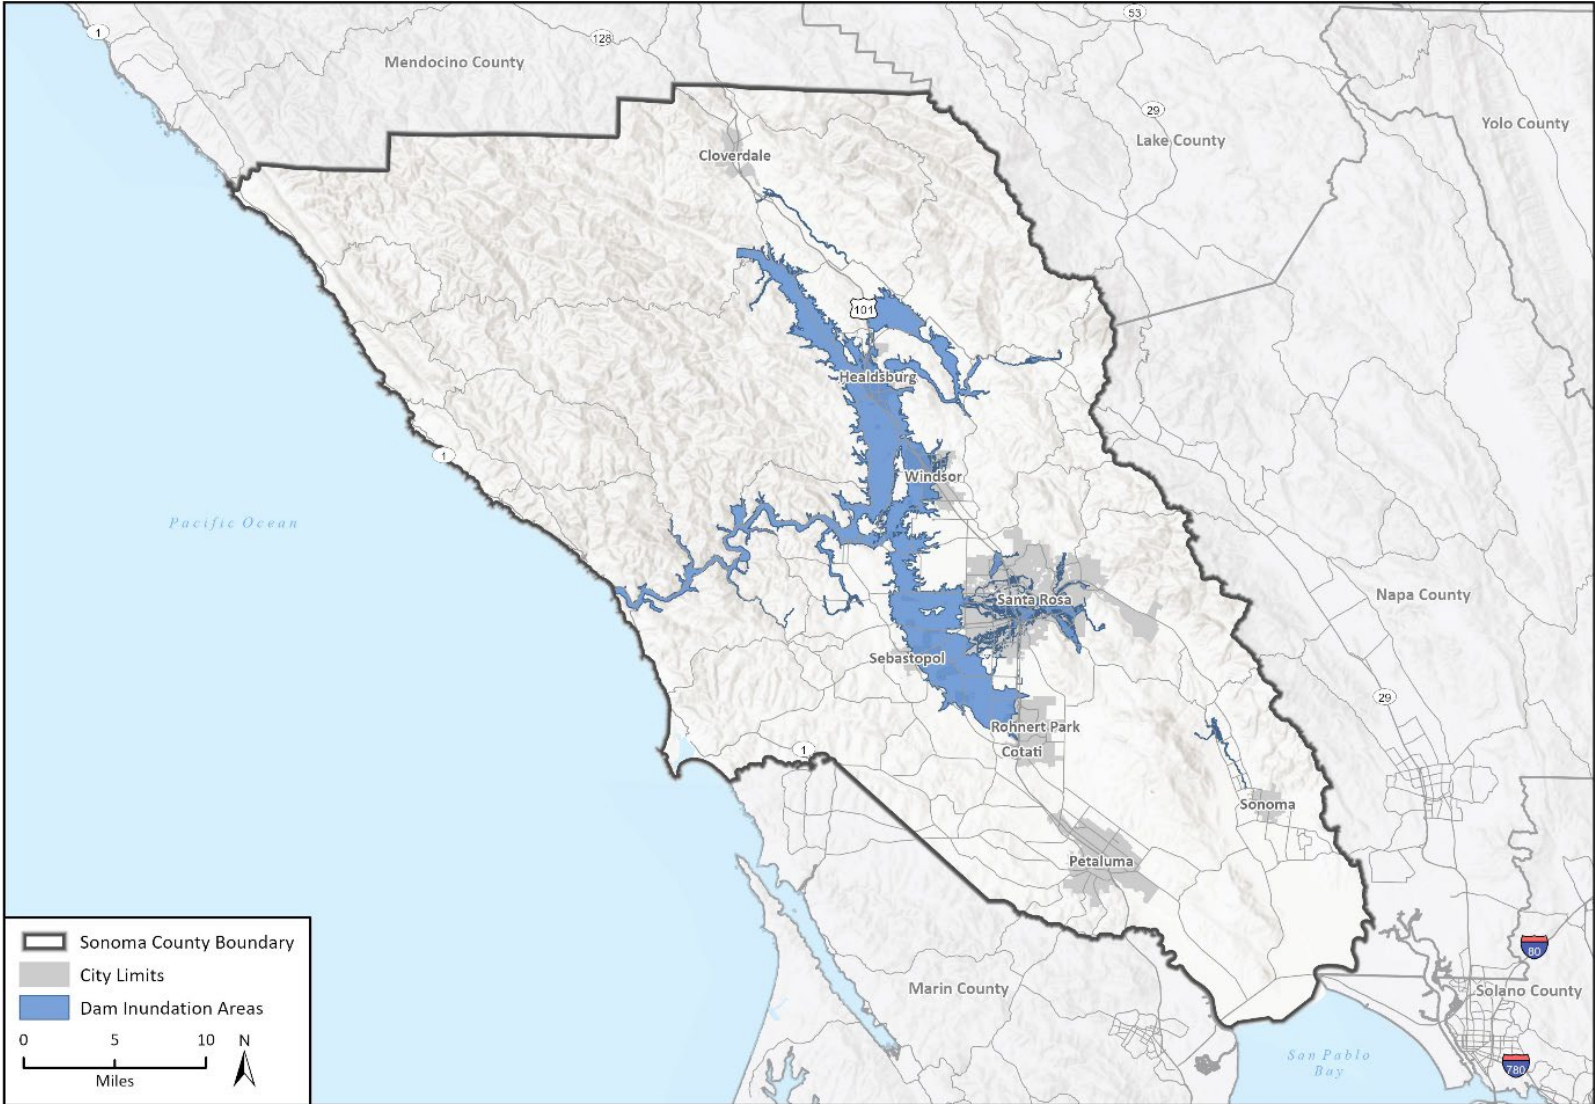 53
1
128
Mendocino County
29
Yolo County
Lake County
Cloverdale
101
Healdsburg
1
Windsor
Pacific Ocean
Santa Rosa
Napa County
Sebastopol
29
Rohnert Park
1
Cotati
Sonoma
Petaluma
Sonoma County Boundary
City Limits
Dam Inundation Areas
0 5 10
Miles
N
80
Marin County
Solano County
San Pablo
Bay
780